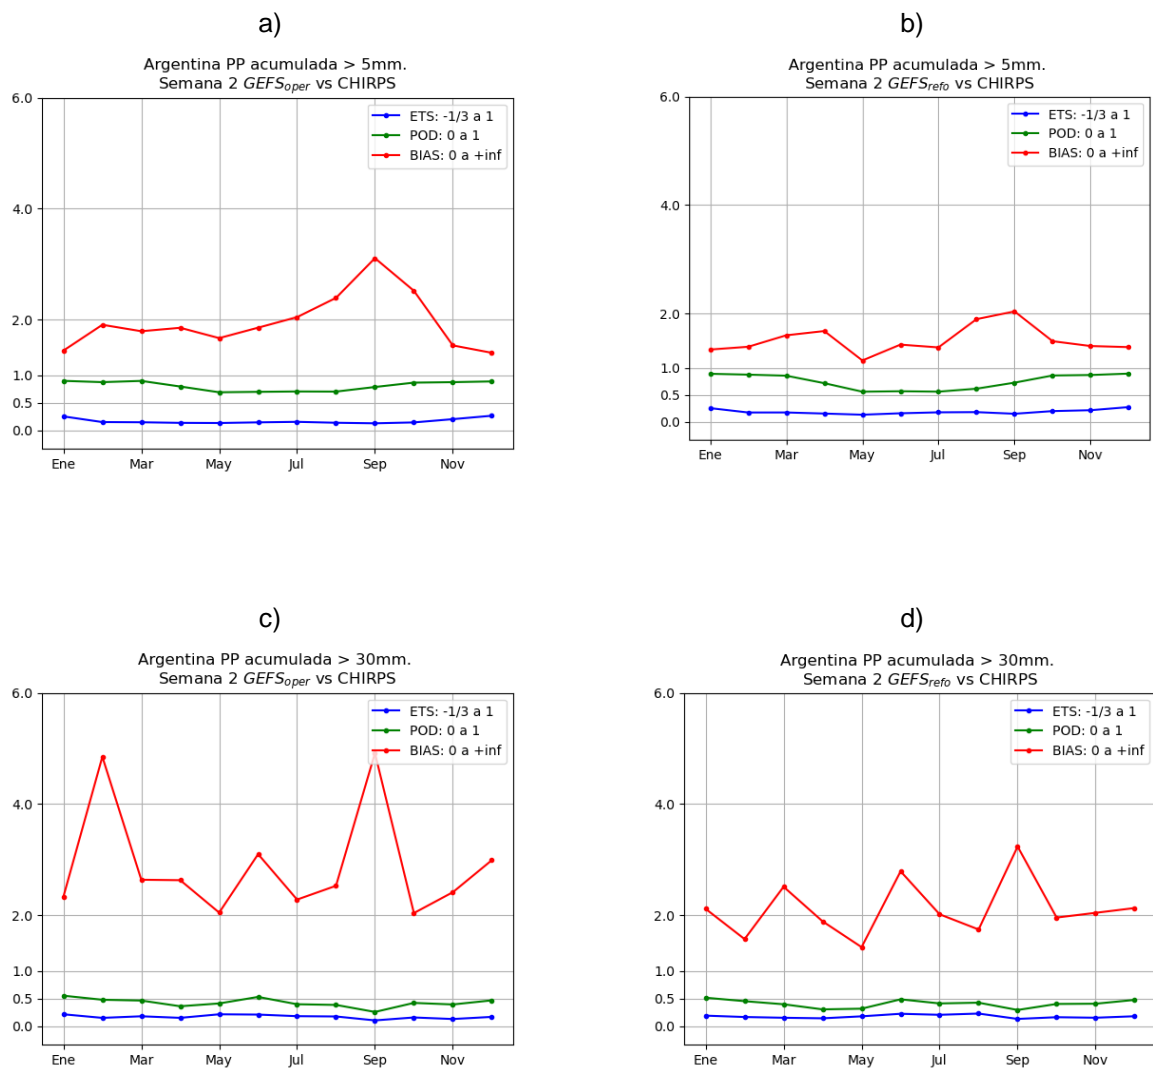 a)
Argentina PP acumulada > 5mm.
Semana 2 GEFSoper vs CHIRPS
ETS: -1/3 a 1
POD: 0 a 1
BIAS: 0 a +inf
6.0
4.0
2.0
1.0
0.5
0.0
Ene Mar May Jul Sep Nov
b)
Argentina PP acumulada > 5mm.
Semana 2 GEFSrefo vs CHIRPS
ETS: -1/3 a 1
POD: 0 a 1
BIAS: 0 a +inf
6.0
4.0
2.0
1.0
0.5
0.0
Ene Mar May Jul Sep Nov
c)
Argentina PP acumulada > 30mm.
Semana 2 GEFSoper vs CHIRPS
ETS: -1/3 a 1
POD: 0 a 1
BIAS: 0 a +inf
6.0
4.0
2.0
1.0
0.5
0.0
Ene Mar May Jul Sep Nov
d)
Argentina PP acumulada > 30mm.
Semana 2 GEFSrefo vs CHIRPS
ETS: -1/3 a 1
POD: 0 a 1
BIAS: 0 a +inf
6.0
4.0
2.0
1.0
0.5
0.0
Ene Mar May Jul Sep Nov